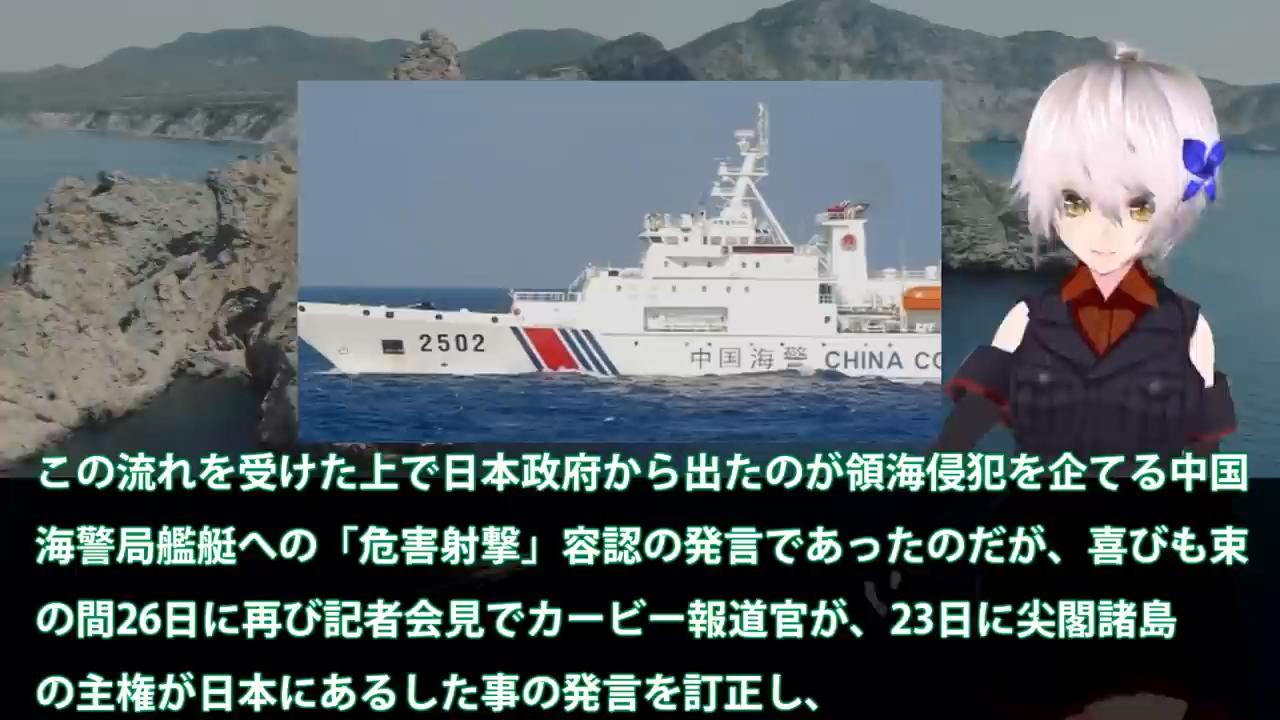 2502
中国海警 CHINA CO
この流れを受けた上で日本政府から出たのが領海侵犯を企てる中国
海警局艦艇への「危害射撃」容認の発言であったのだが、喜びも束
の間26日に再び記者会見でカービー報道官が、23日に尖閣諸島
の主権が日本にあるした事の発言を訂正し、